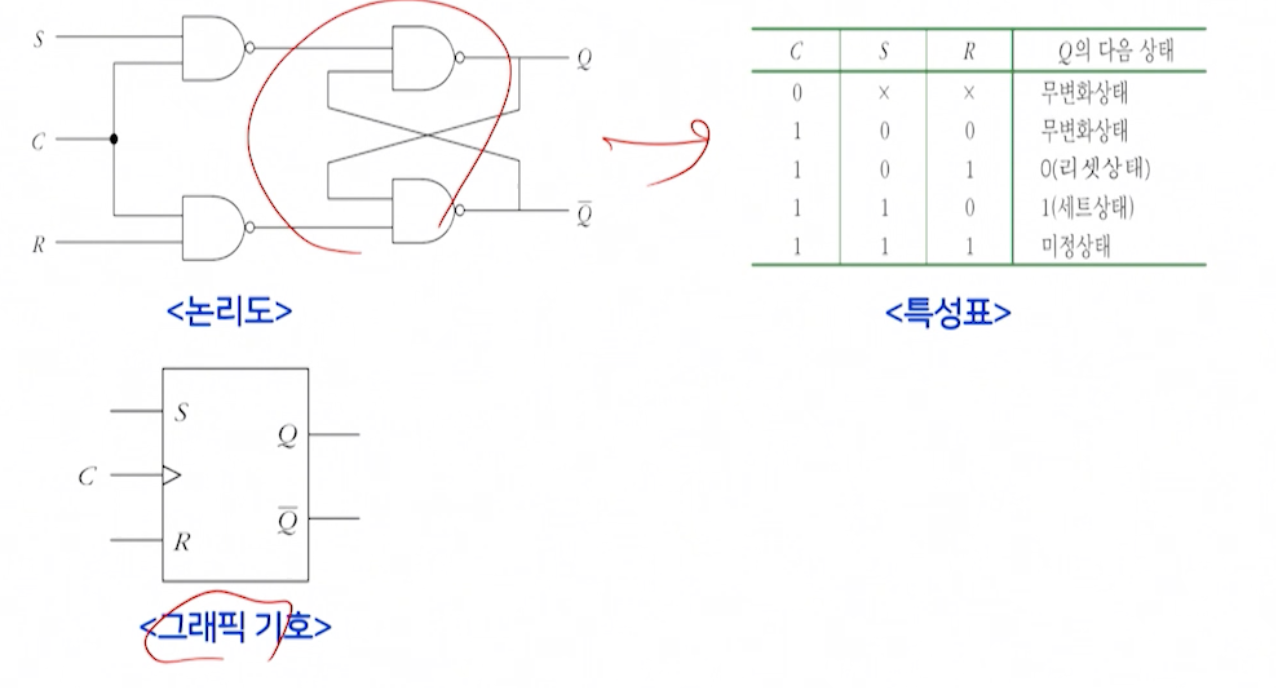 S
C
R
Q
Q̅
<논리도>
C S R Q의 다음 상태
0 × × 무변화상태
1 0 0 무변화상태
1 0 1 0(리셋상태)
1 1 0 1(세트상태)
1 1 1 미정상태
<특성표>
S
C
R
Q
Q̅
<그래픽 기호>